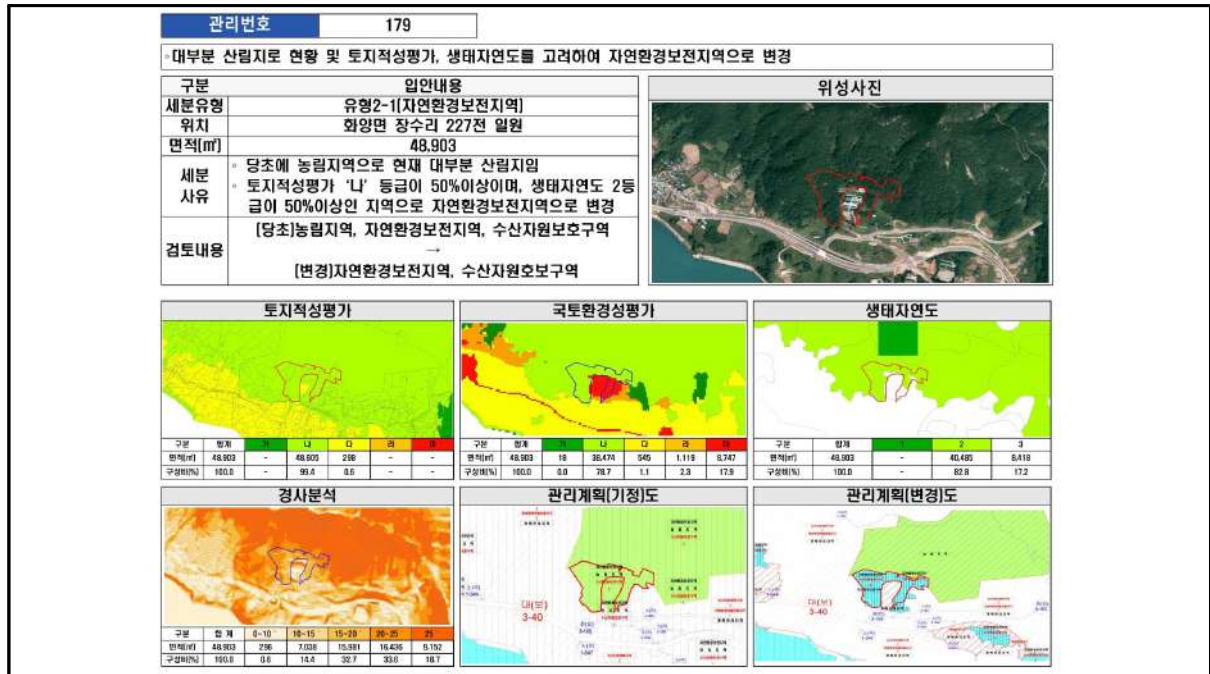 관리번호 179
◦대부분 산림지로 현황 및 토지적성평가, 생태자연도를 고려하여 자연환경보전지역으로 변경
구분 입안내용
세분유형 유형2-1(자연환경보전지역)
위치 화양면 장수리 227전 일원
면적(㎡) 48,903
세분
사유
◦ 당초에 농림지역으로 현재 대부분 산림지임
◦ 토지적성평가 '나' 등급이 50%이상이며, 생태자연도 2등
급이 50%이상인 지역으로 자연환경보전지역으로 변경
검토내용
(당초)농림지역, 자연환경보전지역, 수산자원보호구역
→
(변경)자연환경보전지역, 수산자원호보구역
위성사진
토지적성평가
구분 합계 가 나 다 라 마
면적(㎡) 48,903 - 48,605 298 - -
구성비(%) 100.0 - 99.4 0.6 - -
국토환경성평가
구분 합계 가 나 다 라 마
면적(㎡) 48,903 18 38,474 545 1,119 8,747
구성비(%) 100.0 0.0 78.7 1.1 2.3 17.9
생태자연도
구분 합계 1 2 3
면적(㎡) 48,903 - 40,485 8,418
구성비(%) 100.0 - 82.8 17.2
경사분석
구분 합 계 0~10 10~15 15~20 20~25 25
면적(㎡) 48,903 296 7,038 15,981 16,436 9,152
구성비(%) 100.0 0.6 14.4 32.7 33.6 18.7
관리계획(기정)도
대(보)
3-40
관리계획(변경)도
대(보)
3-40